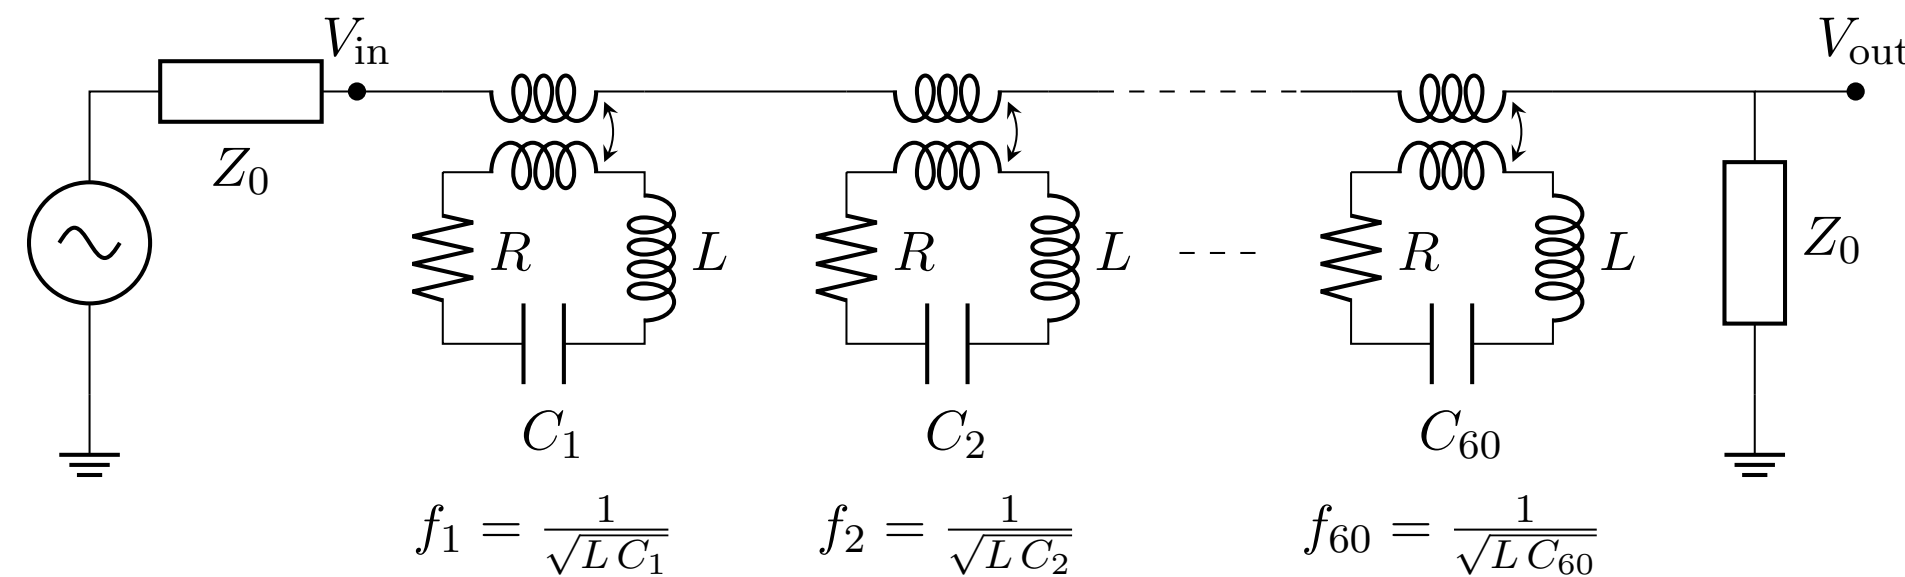 V_in
V_out
Z_0
R
L
R
L
R
L
Z_0
C_1
C_2
C_60
f_1 = 1/√(L C_1)
f_2 = 1/√(L C_2)
f_60 = 1/√(L C_60)